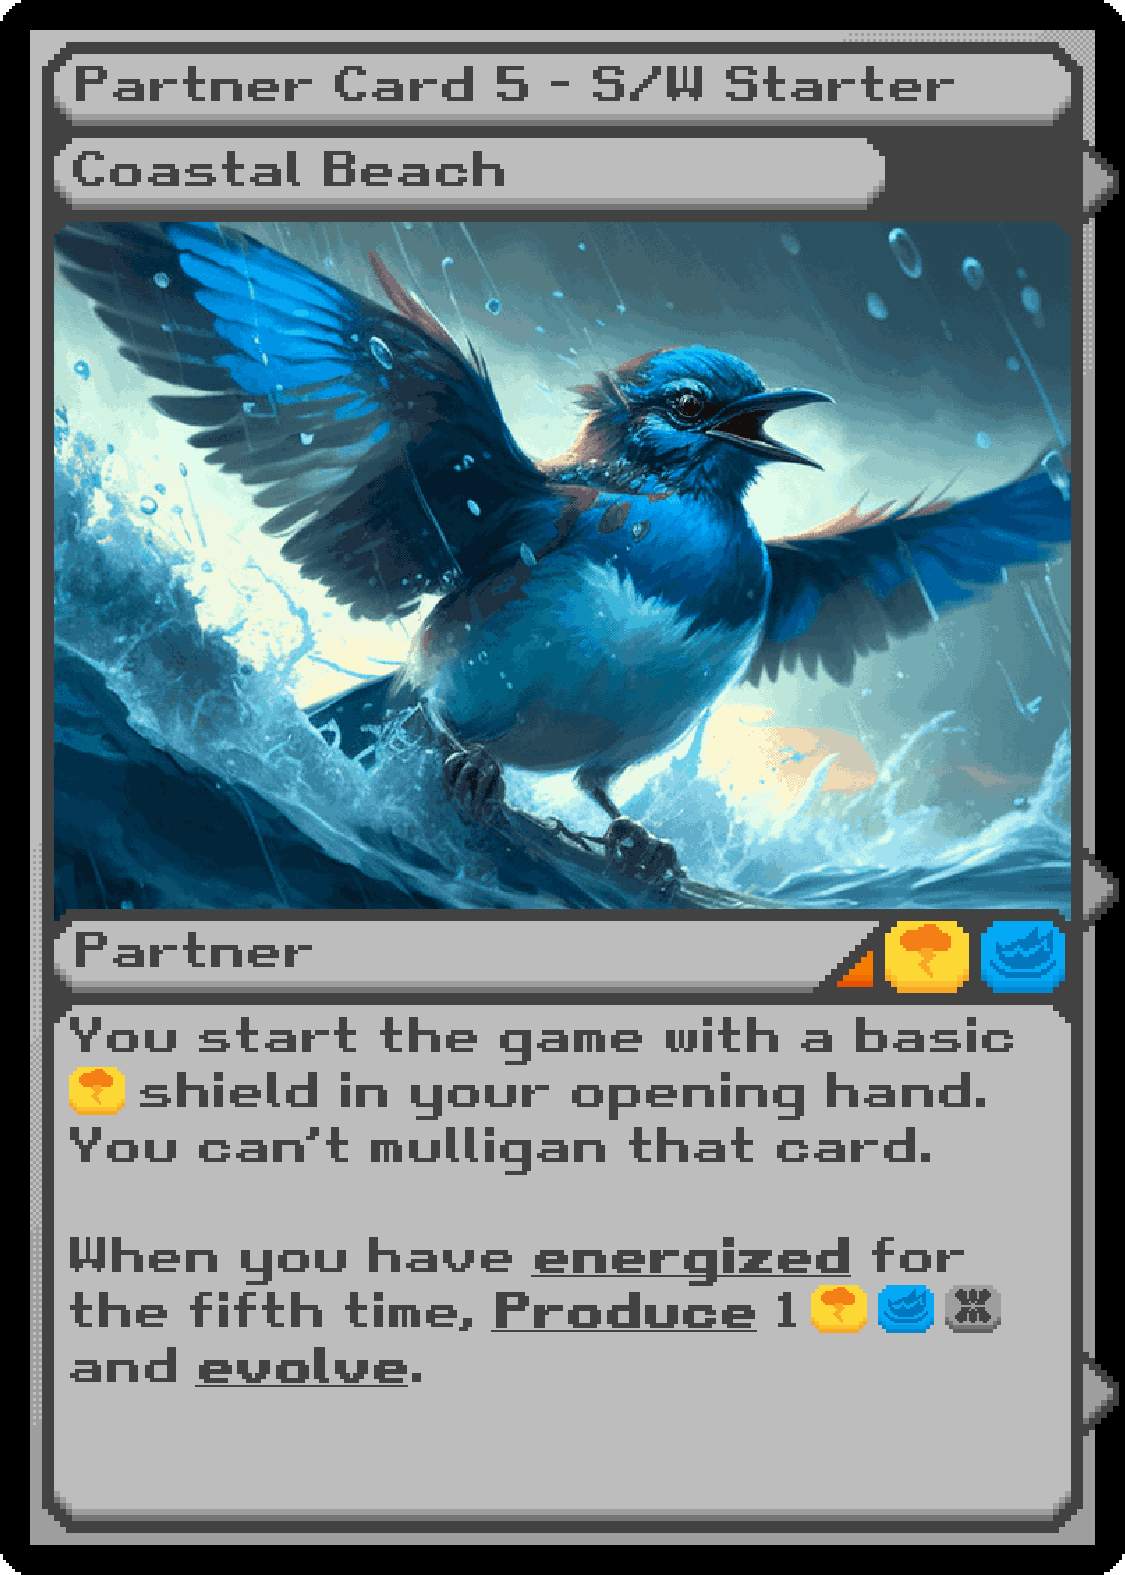 Partner Card 5 - S/W Starter
Coastal Beach
Partner
You start the game with a basic
shield in your opening hand.
You can't mulligan that card.
When you have energized for
the fifth time, Produce 1
and evolve.